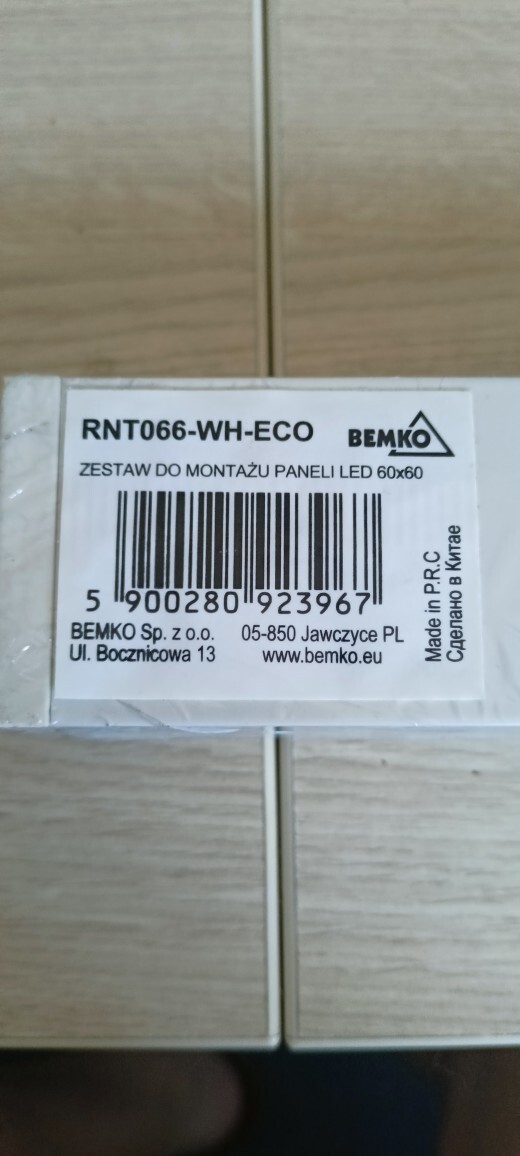 RNT066-WH-ECO
BEMKO
ZESTAW DO MONTAŻU PANELI LED 60x60
5 900280 923967
BEMKO Sp. z o.o. 05-850 Jawczyce PL
Ul. Bocznicowa 13 www.bemko.eu
Made in P.R.C
Сделано в Китае